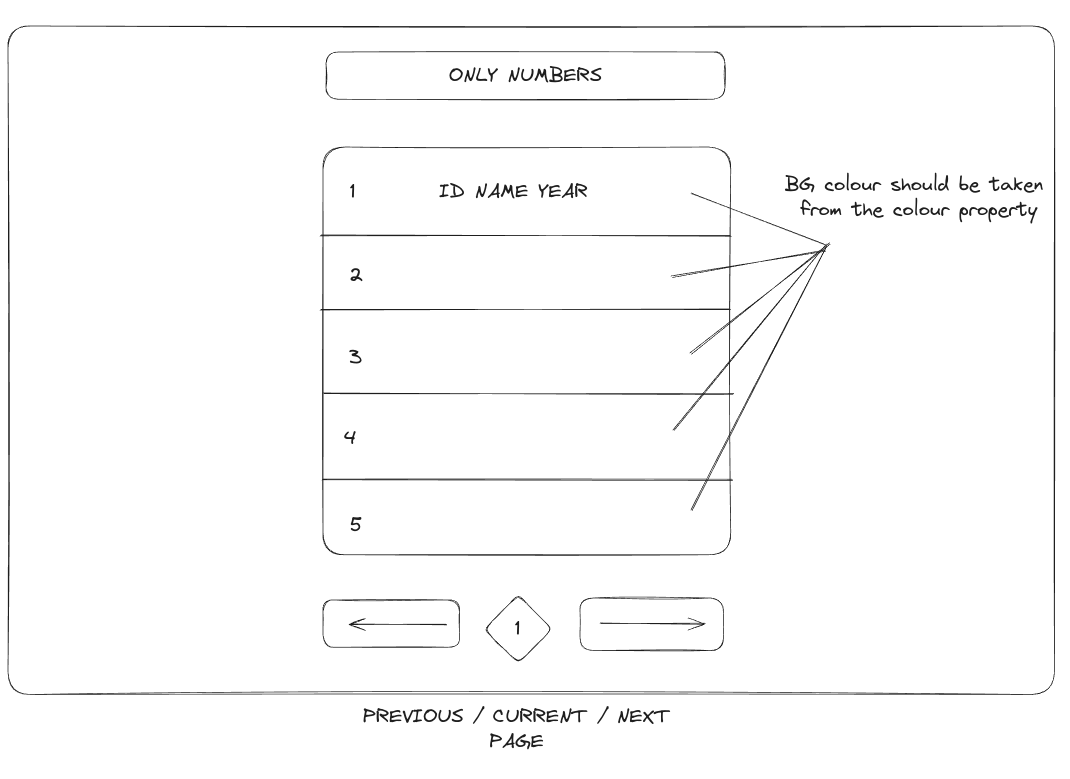 ONLY NUMBERS
1 ID NAME YEAR
BG colour should be taken
from the colour property
2
3
4
5
1
PREVIOUS / CURRENT / NEXT
PAGE